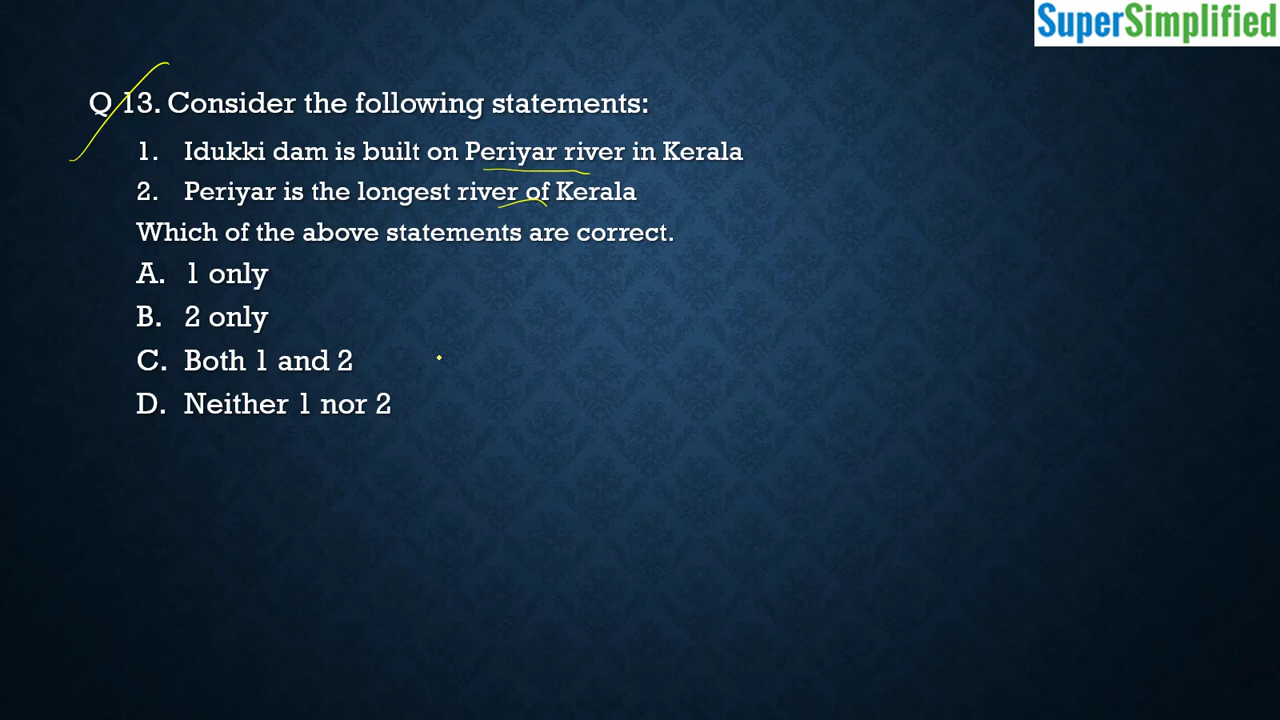 SuperSimplified
Q 13. Consider the following statements:
1. Idukki dam is built on Periyar river in Kerala
2. Periyar is the longest river of Kerala
Which of the above statements are correct.
A. 1 only
B. 2 only
C. Both 1 and 2
D. Neither 1 nor 2